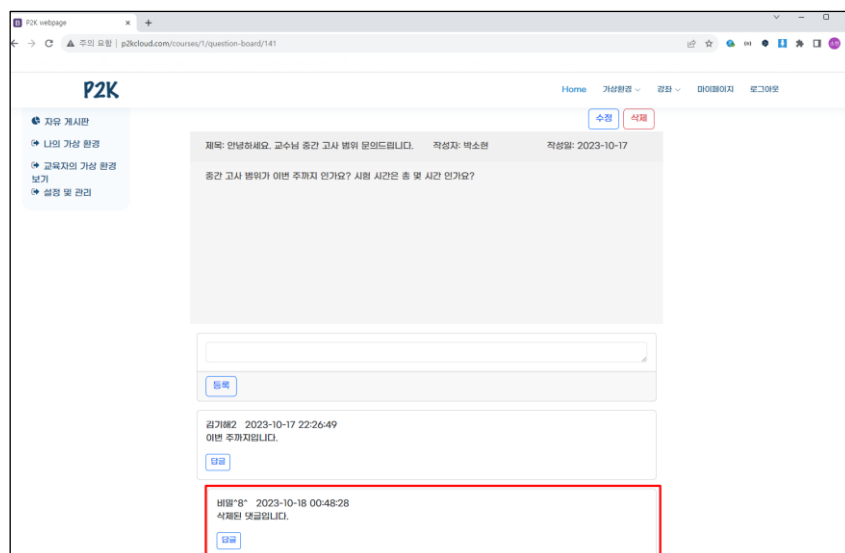 P2K webpage
주의 요함 | p2kcloud.com/courses/1/question-board/141
P2K
Home 가상환경 강좌 마이페이지 로그아웃
자유 게시판
나의 가상 환경
교육자의 가상 환경
보기
설정 및 관리
수정 삭제
제목: 안녕하세요. 교수님 중간 고사 범위 문의드립니다. 작성자: 박소현 작성일: 2023-10-17
중간 고사 범위가 이번 주까지 인가요? 시험 시간은 총 몇 시간 인가요?
등록
김기해2 2023-10-17 22:26:49
이번 주까지입니다.
답글
비밀^8^ 2023-10-18 00:48:28
삭제된 댓글입니다.
답글